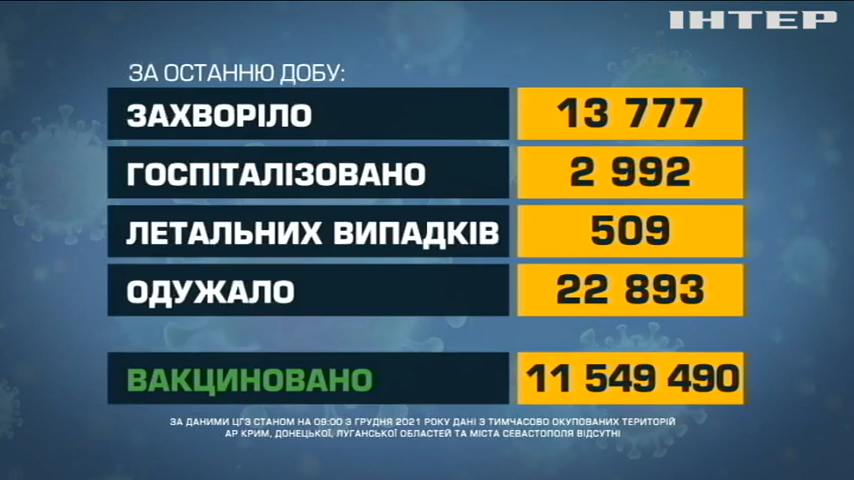 ІНТЕР
ЗА ОСТАННЮ ДОБУ:
ЗАХВОРІЛО 13 777
ГОСПІТАЛІЗОВАНО 2 992
ЛЕТАЛЬНИХ ВИПАДКІВ 509
ОДУЖАЛО 22 893
ВАКЦИНОВАНО 11 549 490
ЗА ДАНИМИ ЦГЗ СТАНОМ НА 09:00 3 ГРУДНЯ 2021 РОКУ ДАНІ З ТИМЧАСОВО ОКУПОВАНИХ ТЕРИТОРІЙ
АР КРИМ, ДОНЕЦЬКОЇ, ЛУГАНСЬКОЇ ОБЛАСТЕЙ ТА МІСТА СЕВАСТОПОЛЯ ВІДСУТНІ